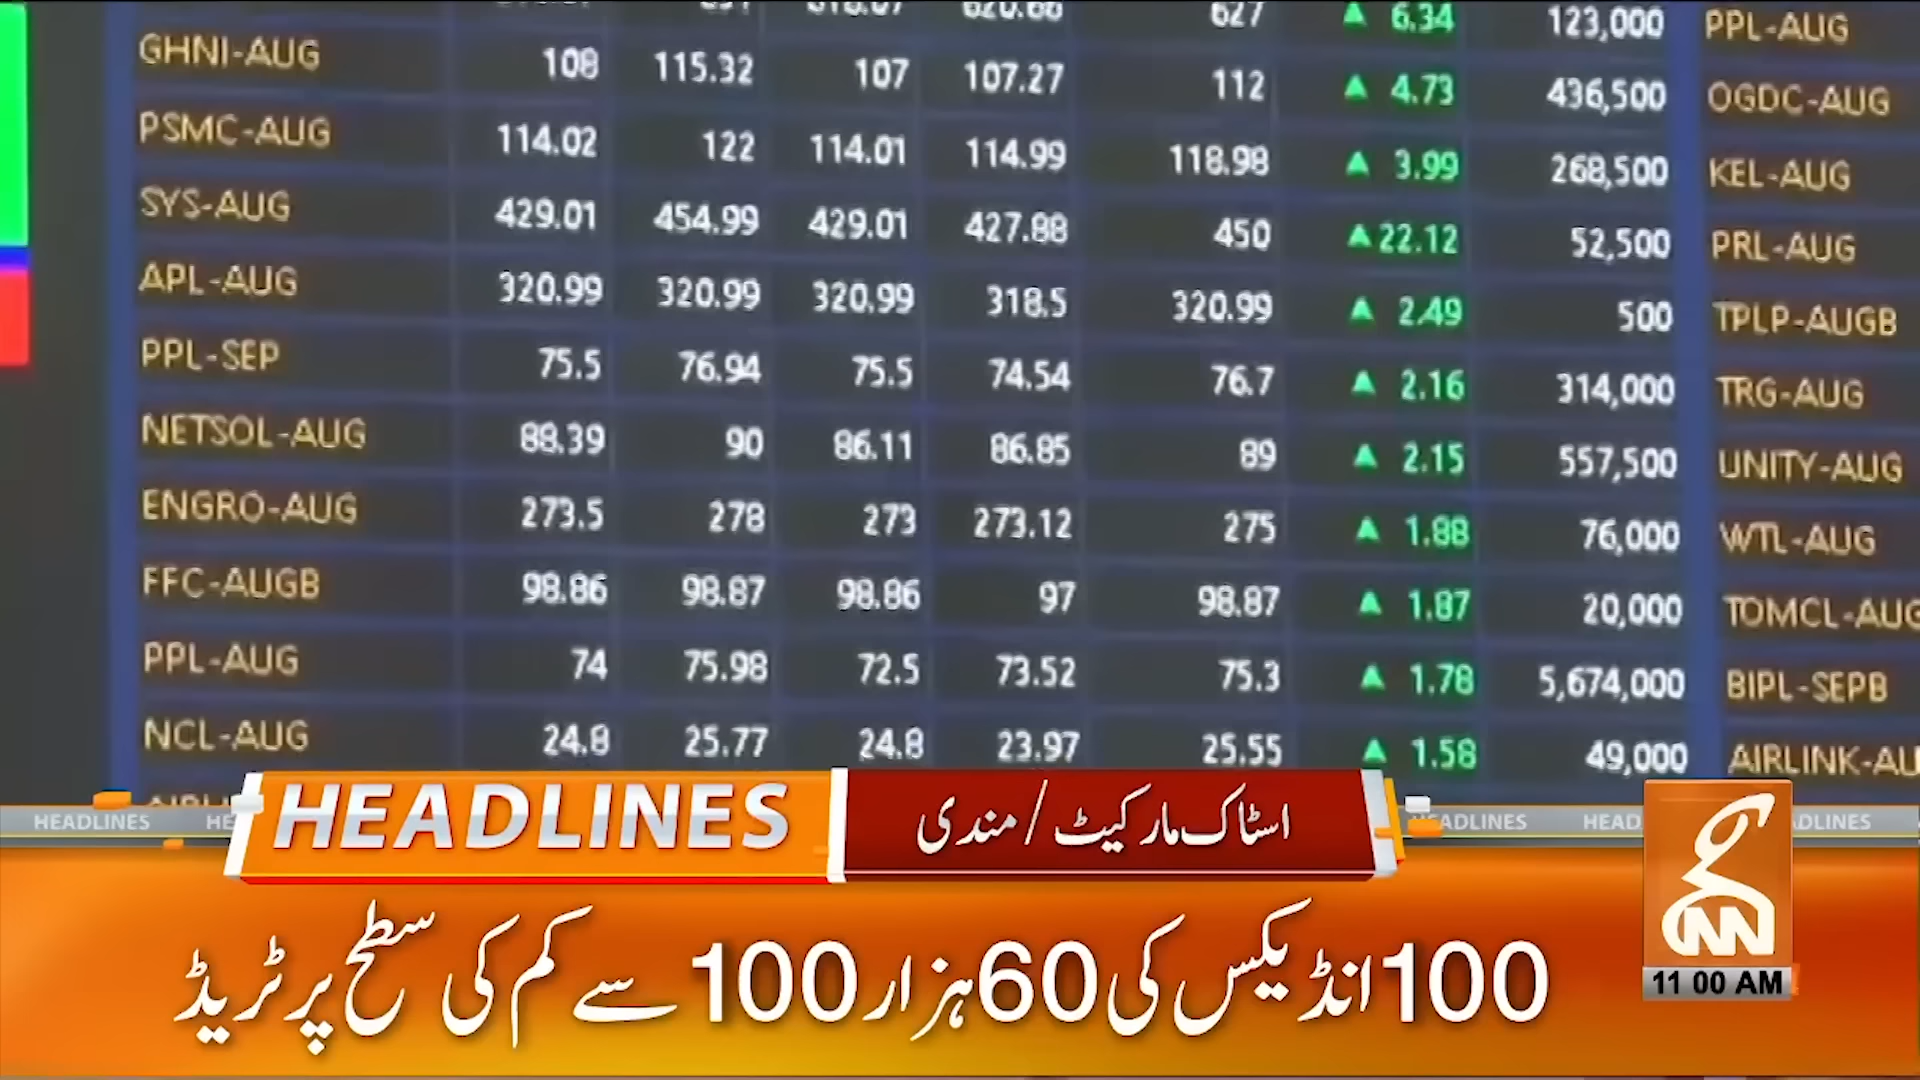 627 ▲ 6.34 123,000 PPL-AUG
GHNI-AUG 108 115.32 107 107.27 112 ▲ 4.73 436,500 OGDC-AUG
PSMC-AUG 114.02 122 114.01 114.99 118.98 ▲ 3.99 268,500 KEL-AUG
SYS-AUG 429.01 454.99 429.01 427.88 450 ▲ 22.12 52,500 PRL-AUG
APL-AUG 320.99 320.99 320.99 318.5 320.99 ▲ 2.49 500 TPLP-AUGB
PPL-SEP 75.5 76.94 75.5 74.54 76.7 ▲ 2.16 314,000 TRG-AUG
NETSOL-AUG 88.39 90 86.11 86.85 89 ▲ 2.15 557,500 UNITY-AUG
ENGRO-AUG 273.5 278 273 273.12 275 ▲ 1.88 76,000 WTL-AUG
FFC-AUGB 98.86 98.87 98.86 97 98.87 ▲ 1.87 20,000 TOMCL-AUG
PPL-AUG 74 75.98 72.5 73.52 75.3 ▲ 1.78 5,674,000 BIPL-SEPB
NCL-AUG 24.8 25.77 24.8 23.97 25.55 ▲ 1.58 49,000 AIRLINK-AU
HEADLINES
اسٹاک مارکیٹ / مندی
HEADLINES HE EADLINES HEAD DLINES
GNN
11 00 AM
100 انڈیکس کی 60 ہزار 100 سے کم کی سطح پر ٹریڈ